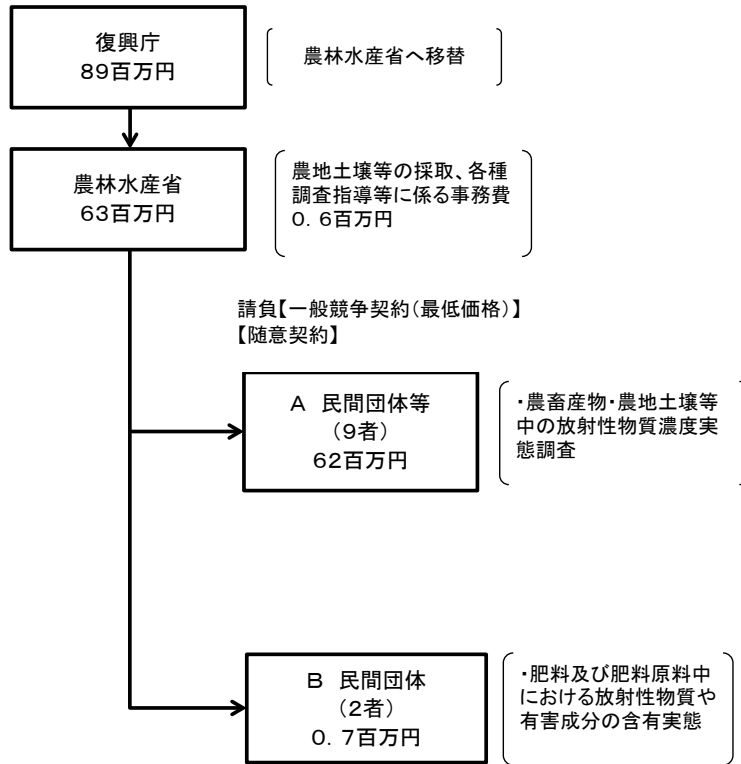 復興庁
89百万円
農林水産省へ移替
農林水産省
63百万円
農地土壌等の採取、各種
調査指導等に係る事務費
0．6百万円
請負【一般競争契約(最低価格)】
【随意契約】
A　民間団体等
(9者)
62百万円
・農畜産物・農地土壌等
中の放射性物質濃度実
態調査
B　民間団体
(2者)
0．7百万円
・肥料及び肥料原料中
における放射性物質や
有害成分の含有実態